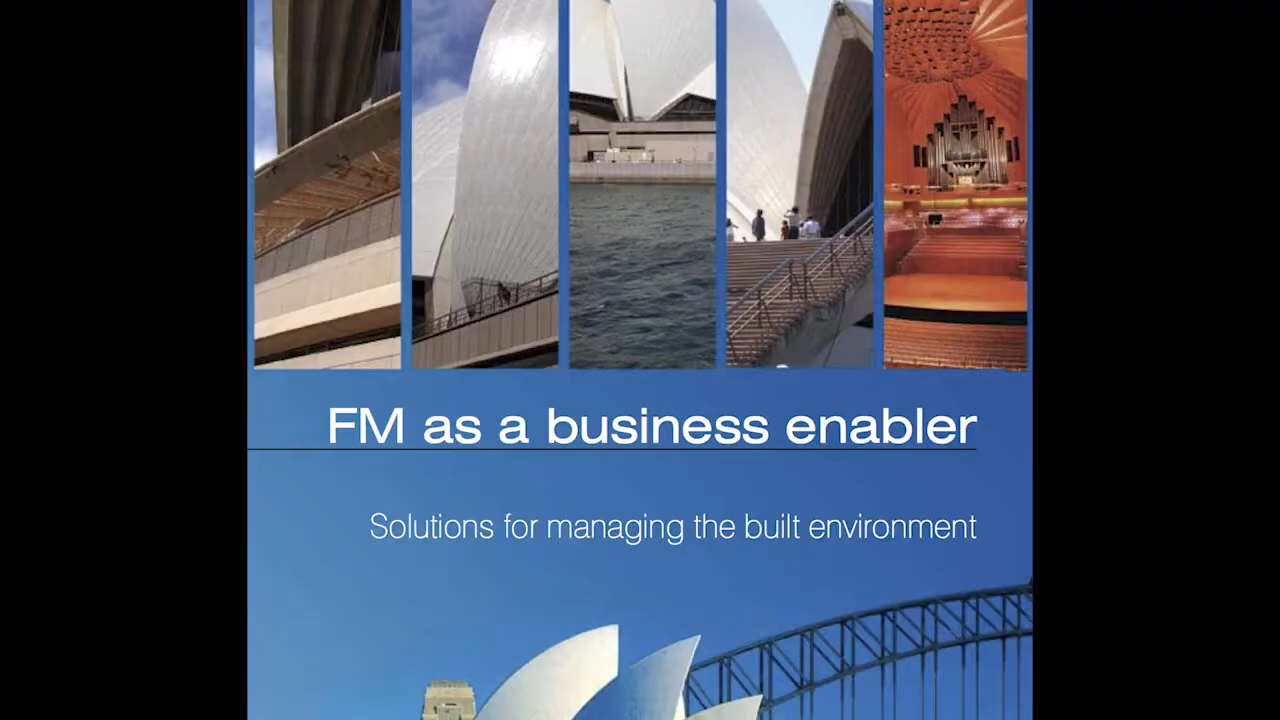 FM as a business enabler
Solutions for managing the built environment